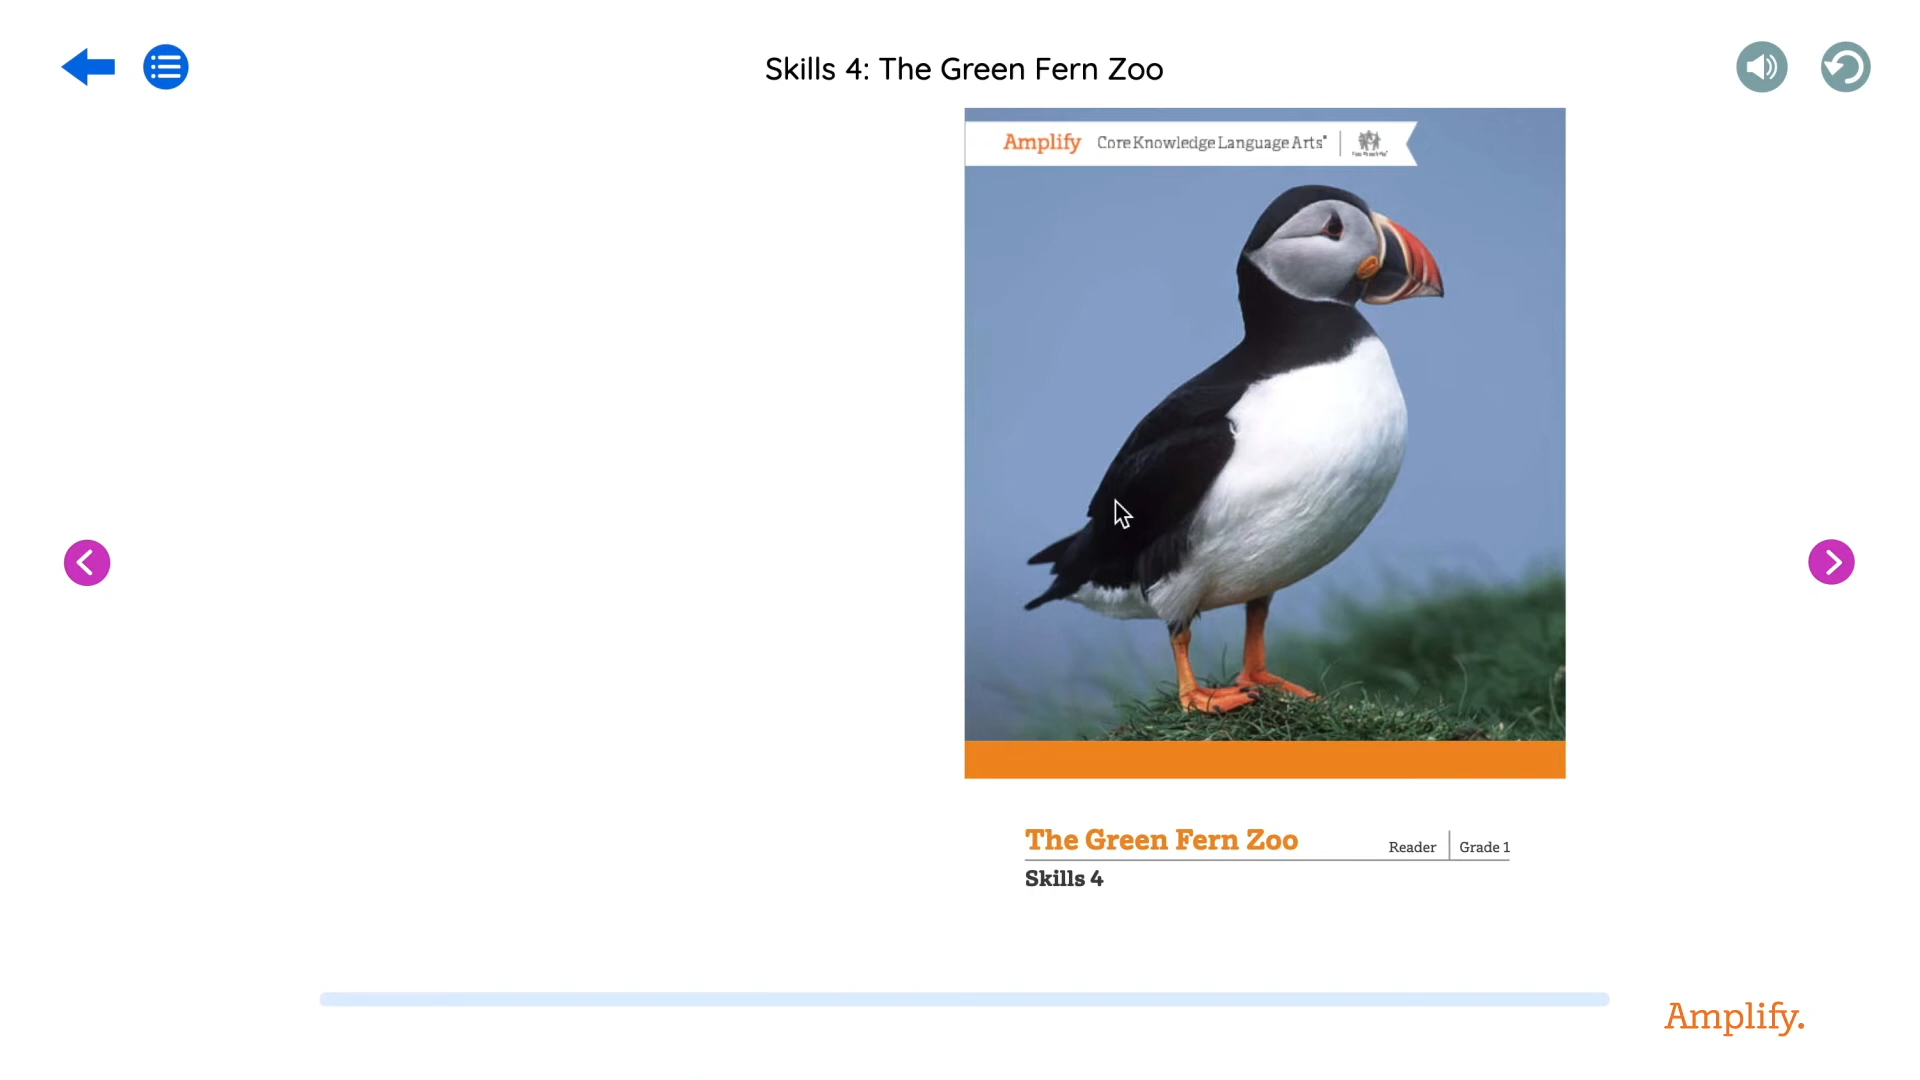 Skills 4: The Green Fern Zoo
Amplify Core Knowledge Language Arts®
The Green Fern Zoo
Reader Grade 1
Skills 4
Amplify.